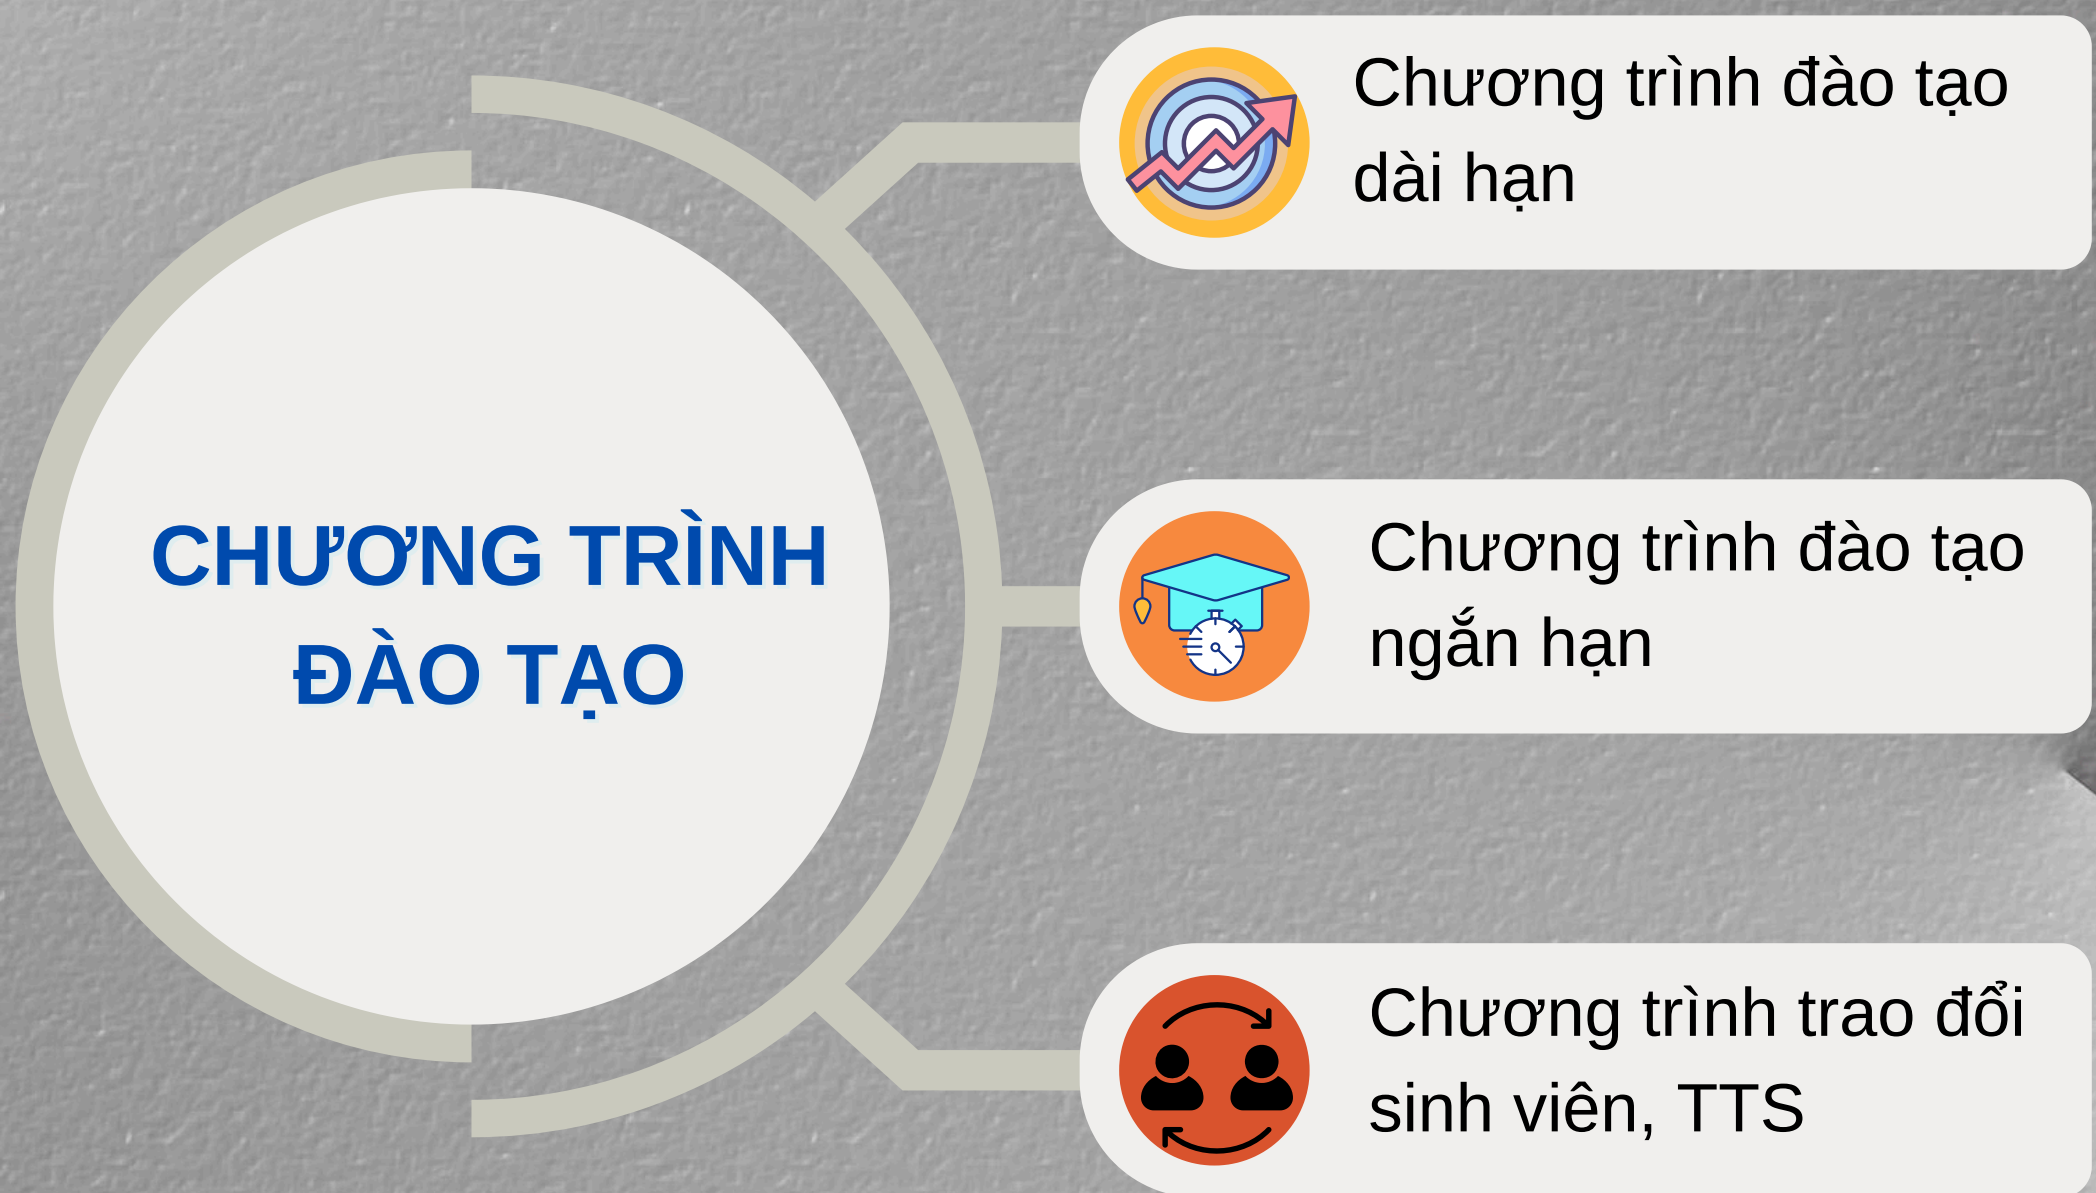 CHƯƠNG TRÌNH
ĐÀO TẠO
Chương trình đào tạo
dài hạn
Chương trình đào tạo
ngắn hạn
Chương trình trao đổi
sinh viên, TTS